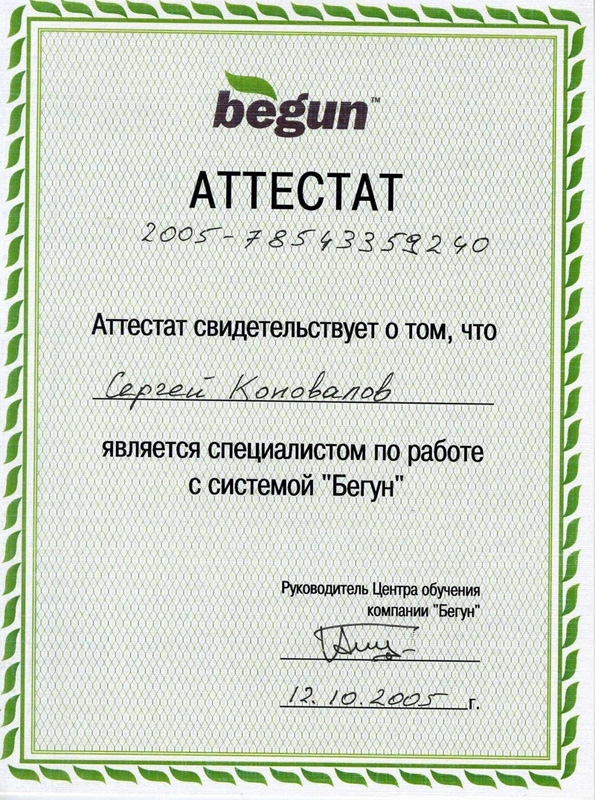 begun™
АТТЕСТАТ
2005-78543359240
Аттестат свидетельствует о том, что
Сергей Коновалов
является специалистом по работе
с системой "Бегун"
Руководитель Центра обучения
компании "Бегун"
12.10.2005 г.